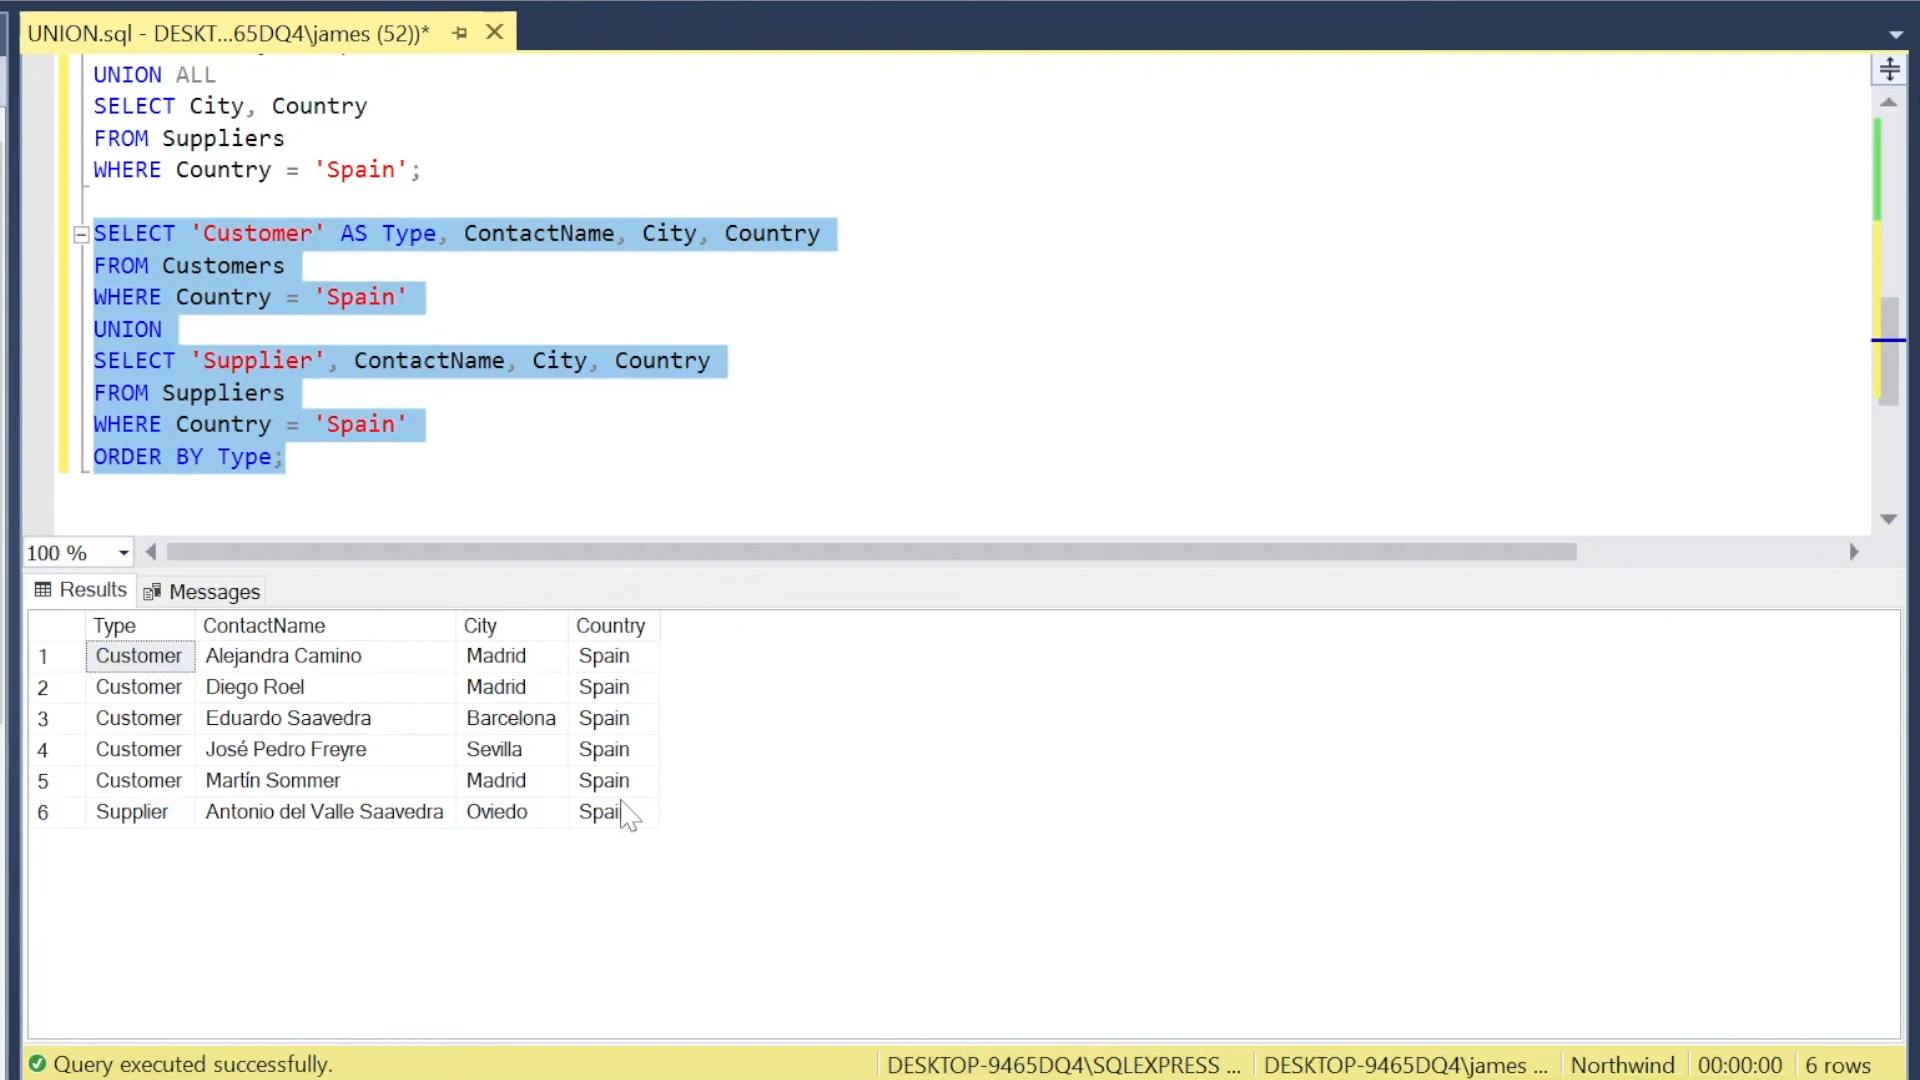 UNION.sql - DESKT...65DQ4\james (52))*
UNION ALL
SELECT City, Country
FROM Suppliers
WHERE Country = 'Spain';
SELECT 'Customer' AS Type, ContactName, City, Country
FROM Customers
WHERE Country = 'Spain'
UNION
SELECT 'Supplier', ContactName, City, Country
FROM Suppliers
WHERE Country = 'Spain'
ORDER BY Type;
100 %
Results Messages
Type ContactName City Country
1 Customer Alejandra Camino Madrid Spain
2 Customer Diego Roel Madrid Spain
3 Customer Eduardo Saavedra Barcelona Spain
4 Customer José Pedro Freyre Sevilla Spain
5 Customer Martín Sommer Madrid Spain
6 Supplier Antonio del Valle Saavedra Oviedo Spain
Query executed successfully. DESKTOP-9465DQ4\SQLEXPRESS ... DESKTOP-9465DQ4\james ... Northwind 00:00:00 6 rows